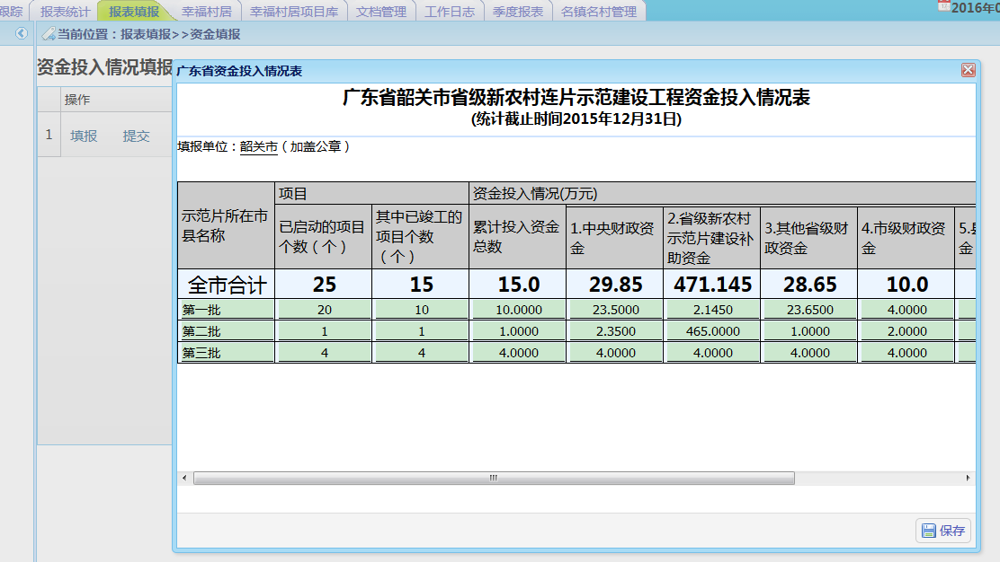 跟踪 报表统计 报表填报 幸福村居 幸福村居项目库 文档管理 工作日志 季度报表 名镇名村管理 2016年
当前位置：报表填报>>资金填报
资金投入情况填报
操作
1 填报 提交
广东省资金投入情况表
广东省韶关市省级新农村连片示范建设工程资金投入情况表
(统计截止时间2015年12月31日)
填报单位：韶关市（加盖公章）
示范片所在市县名称 项目 资金投入情况(万元)
已启动的项目个数（个） 其中已竣工的项目个数（个） 累计投入资金总数 1.中央财政资金 2.省级新农村示范片建设补助资金 3.其他省级财政资金 4.市级财政资金 5. 金
全市合计 25 15 15.0 29.85 471.145 28.65 10.0
第一批 20 10 10.0000 23.5000 2.1450 23.6500 4.0000
第二批 1 1 1.0000 2.3500 465.0000 1.0000 2.0000
第三批 4 4 4.0000 4.0000 4.0000 4.0000 4.0000
保存